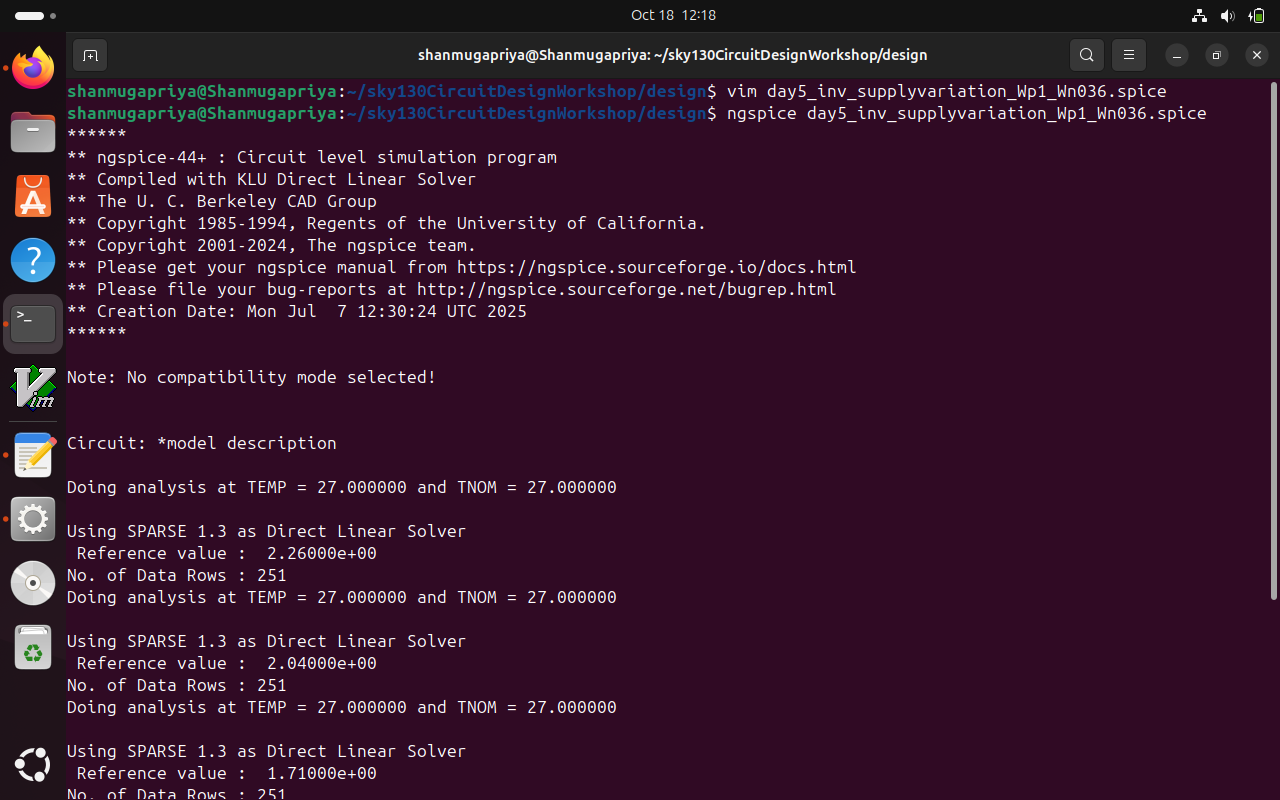 Oct 18 12:18
shanmugapriya@Shanmugapriya: ~/sky130CircuitDesignWorkshop/design
shanmugapriya@Shanmugapriya:~/sky130CircuitDesignWorkshop/design$ vim day5_inv_supplyvariation_Wp1_Wn036.spice
shanmugapriya@Shanmugapriya:~/sky130CircuitDesignWorkshop/design$ ngspice day5_inv_supplyvariation_Wp1_Wn036.spice
******
** ngspice-44+ : Circuit level simulation program
** Compiled with KLU Direct Linear Solver
** The U. C. Berkeley CAD Group
** Copyright 1985-1994, Regents of the University of California.
** Copyright 2001-2024, The ngspice team.
** Please get your ngspice manual from https://ngspice.sourceforge.io/docs.html
** Please file your bug-reports at http://ngspice.sourceforge.net/bugrep.html
** Creation Date: Mon Jul  7 12:30:24 UTC 2025
******
Note: No compatibility mode selected!
Circuit: *model description
Doing analysis at TEMP = 27.000000 and TNOM = 27.000000
Using SPARSE 1.3 as Direct Linear Solver
 Reference value :  2.26000e+00
No. of Data Rows : 251
Doing analysis at TEMP = 27.000000 and TNOM = 27.000000
Using SPARSE 1.3 as Direct Linear Solver
 Reference value :  2.04000e+00
No. of Data Rows : 251
Doing analysis at TEMP = 27.000000 and TNOM = 27.000000
Using SPARSE 1.3 as Direct Linear Solver
 Reference value :  1.71000e+00
No. of Data Rows : 251